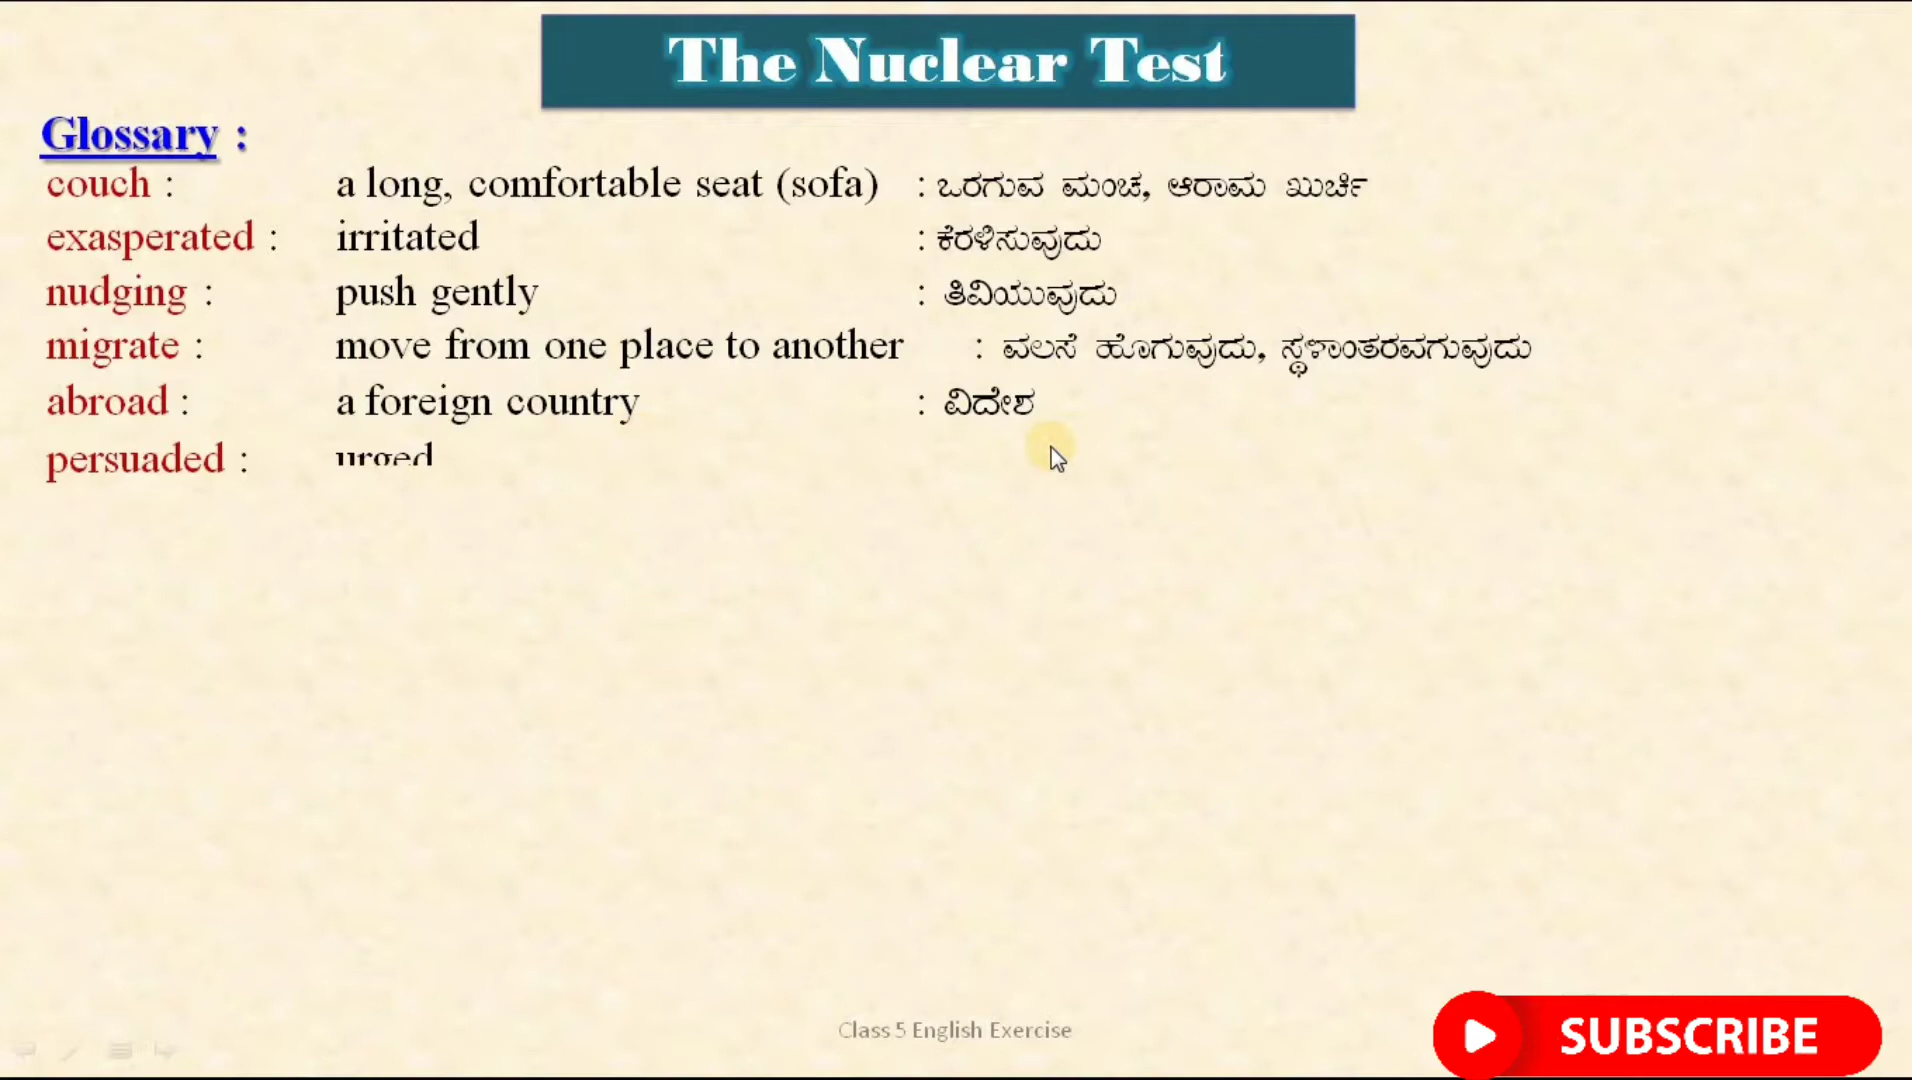 The Nuclear Test
Glossary :
couch : a long, comfortable seat (sofa) : ಒರಗುವ ಮಂಚ, ಆರಾಮ ಖುರ್ಚಿ
exasperated : irritated : ಕೆರಳಿಸುವುದು
nudging : push gently : ತಿವಿಯುವುದು
migrate : move from one place to another : ವಲಸೆ ಹೊಗುವುದು, ಸ್ಥಳಾಂತರವಗುವುದು
abroad : a foreign country : ವಿದೇಶ
persuaded : urged
Class 5 English Exercise
SUBSCRIBE